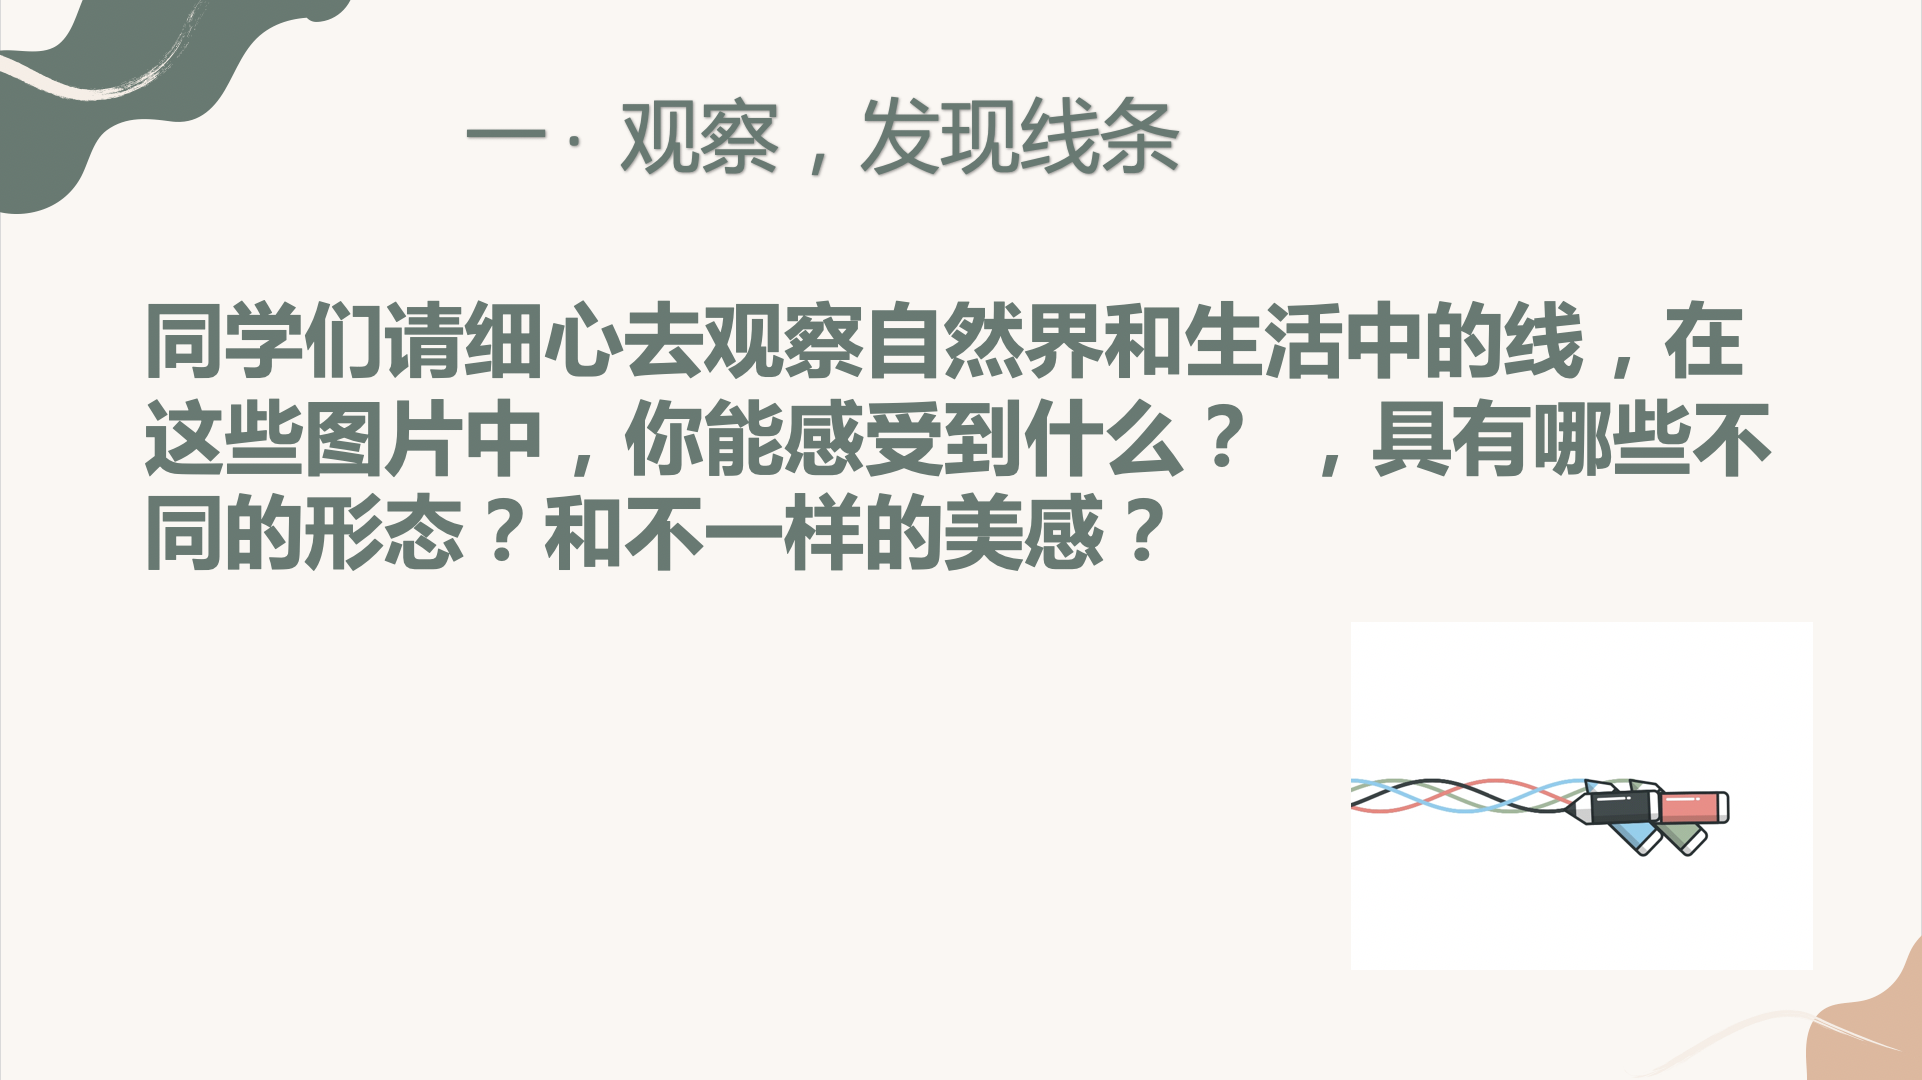 一· 观察，发现线条
同学们请细心去观察自然界和生活中的线，在
这些图片中，你能感受到什么？ ，具有哪些不
同的形态？和不一样的美感？